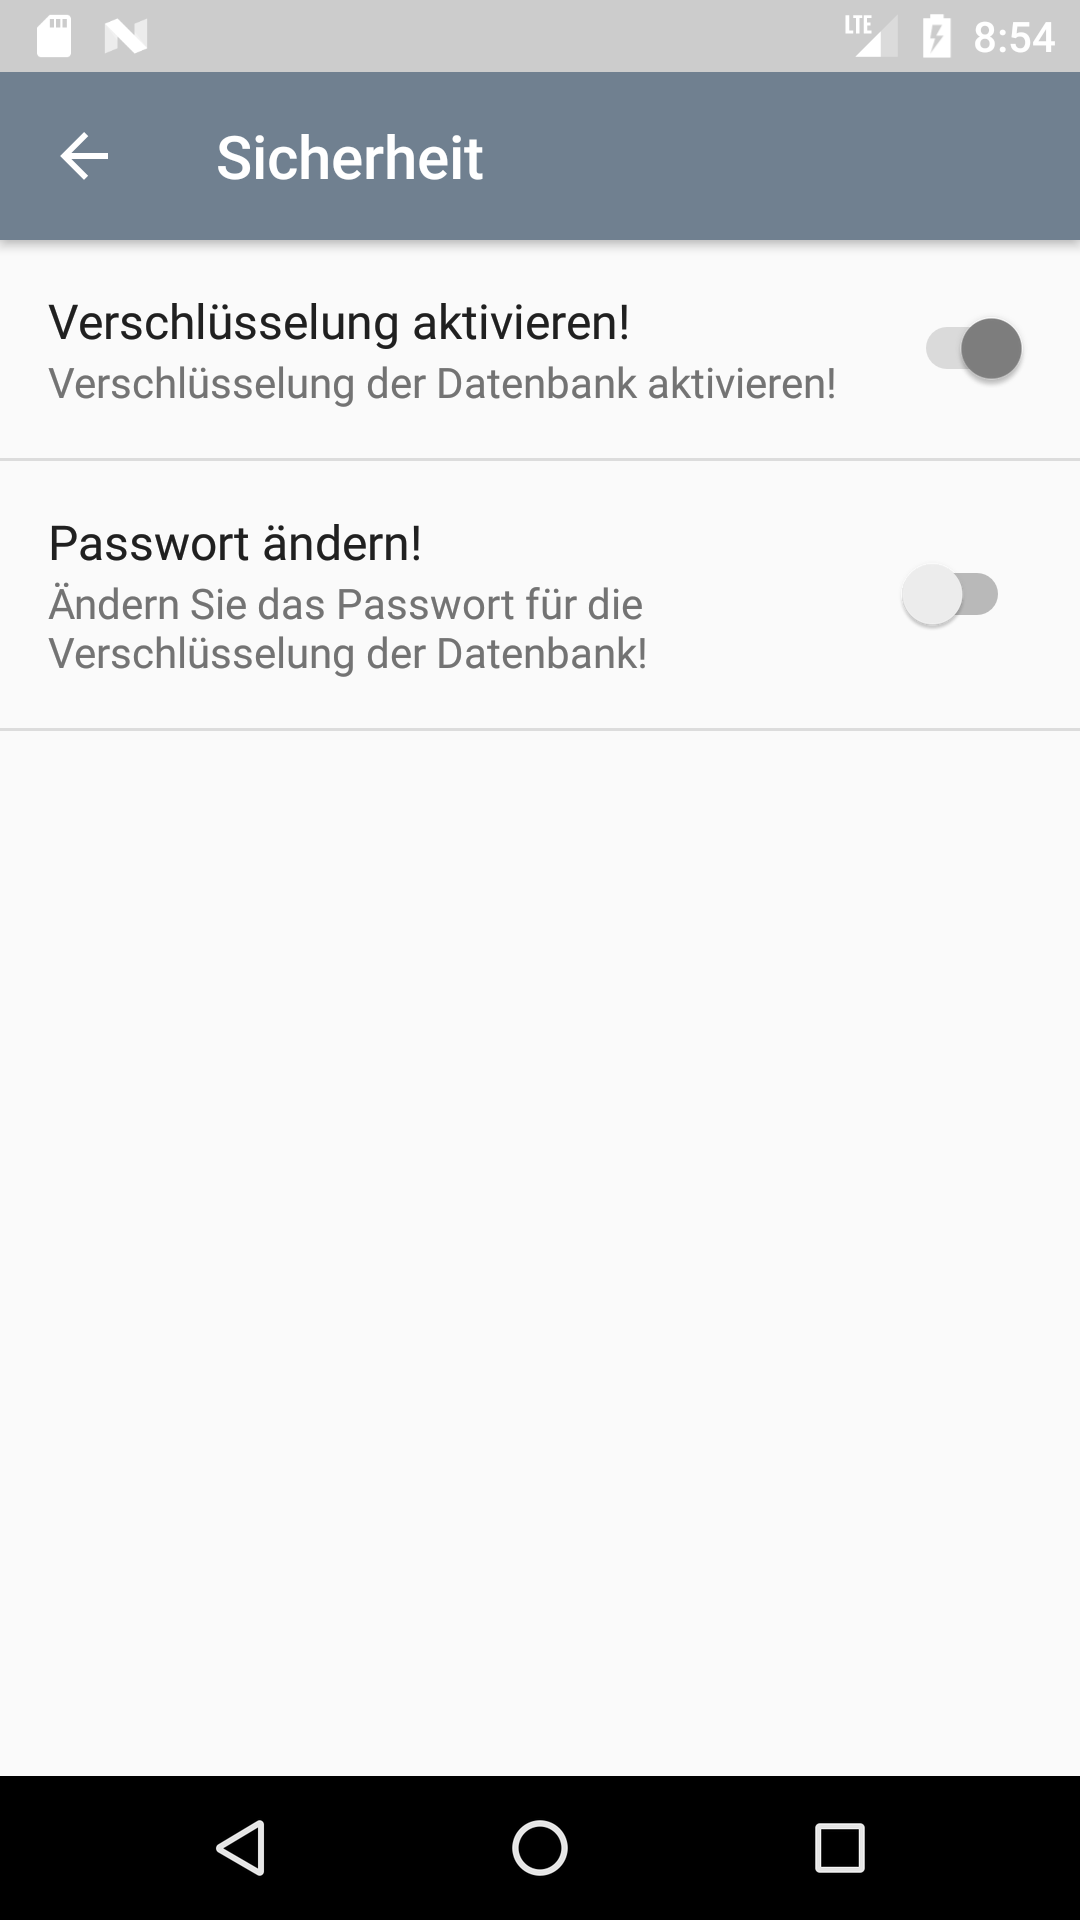 LTE 8:54
Sicherheit
Verschlüsselung aktivieren!
Verschlüsselung der Datenbank aktivieren!
Passwort ändern!
Ändern Sie das Passwort für die
Verschlüsselung der Datenbank!